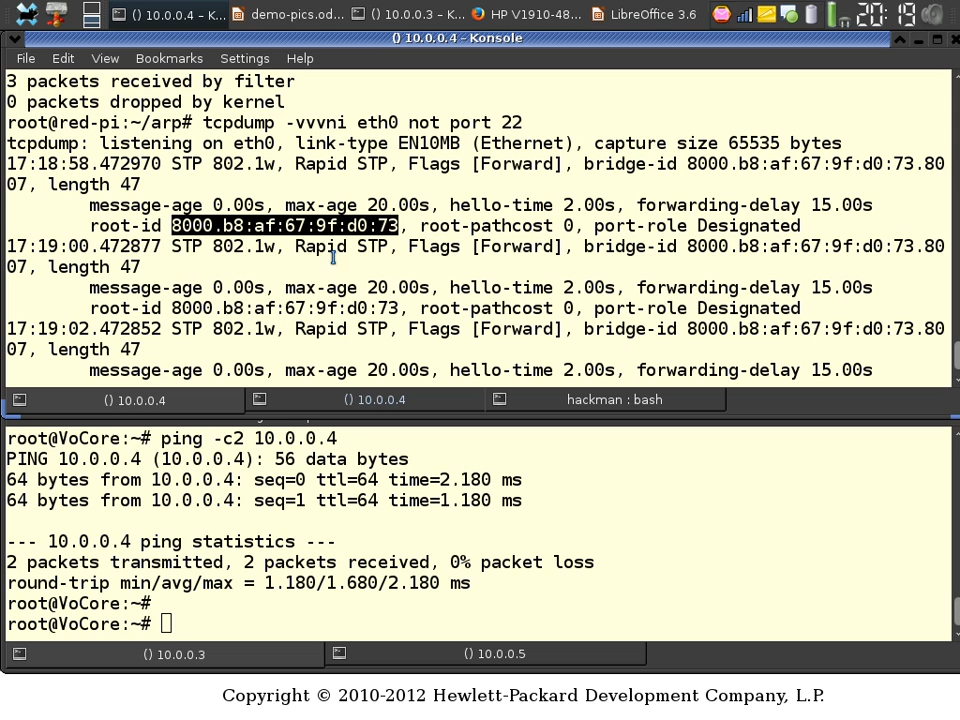 () 10.0.0.4 – K... demo-pics.od... () 10.0.0.3 – K... HP V1910-48... LibreOffice 3.6 20:19
() 10.0.0.4 – Konsole
File Edit View Bookmarks Settings Help
3 packets received by filter
0 packets dropped by kernel
root@red-pi:~/arp# tcpdump -vvvni eth0 not port 22
tcpdump: listening on eth0, link-type EN10MB (Ethernet), capture size 65535 bytes
17:18:58.472970 STP 802.1w, Rapid STP, Flags [Forward], bridge-id 8000.b8:af:67:9f:d0:73.80
07, length 47
message-age 0.00s, max-age 20.00s, hello-time 2.00s, forwarding-delay 15.00s
root-id 8000.b8:af:67:9f:d0:73, root-pathcost 0, port-role Designated
17:19:00.472877 STP 802.1w, Rapid STP, Flags [Forward], bridge-id 8000.b8:af:67:9f:d0:73.80
07, length 47
message-age 0.00s, max-age 20.00s, hello-time 2.00s, forwarding-delay 15.00s
root-id 8000.b8:af:67:9f:d0:73, root-pathcost 0, port-role Designated
17:19:02.472852 STP 802.1w, Rapid STP, Flags [Forward], bridge-id 8000.b8:af:67:9f:d0:73.80
07, length 47
message-age 0.00s, max-age 20.00s, hello-time 2.00s, forwarding-delay 15.00s
() 10.0.0.4 () 10.0.0.4 hackman : bash
root@VoCore:~# ping -c2 10.0.0.4
PING 10.0.0.4 (10.0.0.4): 56 data bytes
64 bytes from 10.0.0.4: seq=0 ttl=64 time=2.180 ms
64 bytes from 10.0.0.4: seq=1 ttl=64 time=1.180 ms
--- 10.0.0.4 ping statistics ---
2 packets transmitted, 2 packets received, 0% packet loss
round-trip min/avg/max = 1.180/1.680/2.180 ms
root@VoCore:~#
root@VoCore:~#
() 10.0.0.3 () 10.0.0.5
Copyright © 2010-2012 Hewlett-Packard Development Company, L.P.